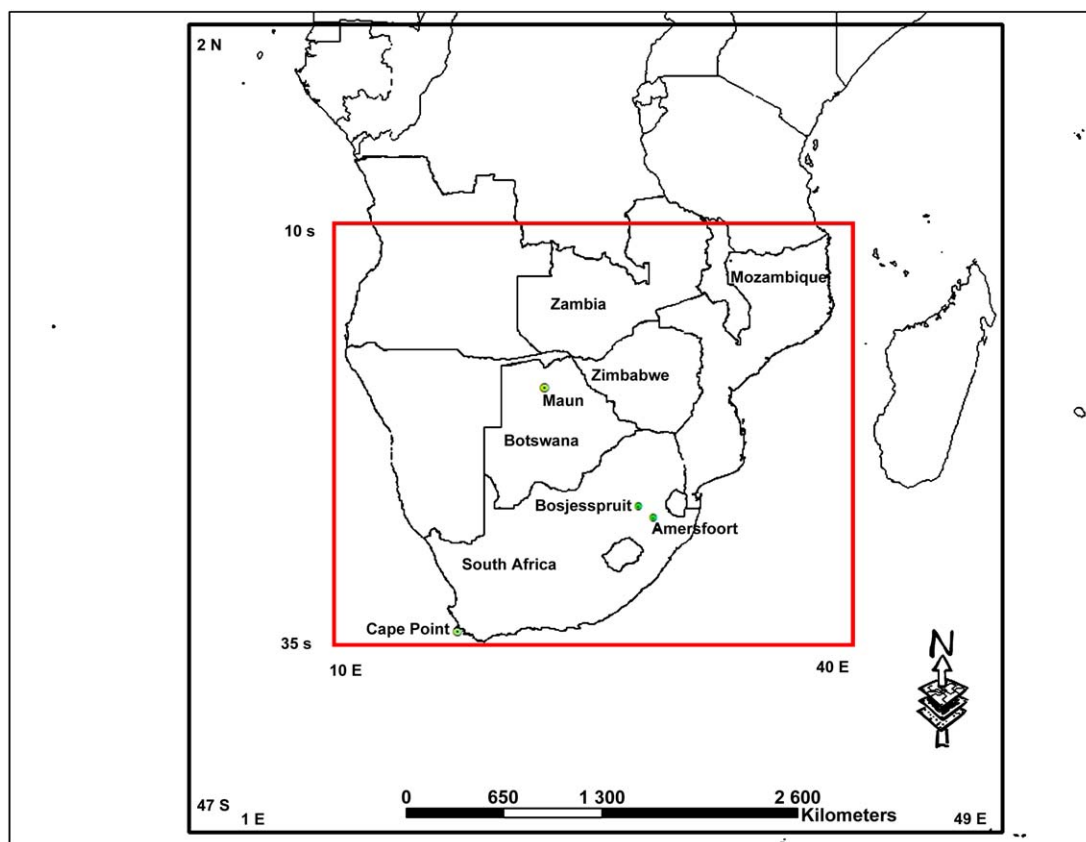 2 N
10 s
Mozambique
Zambia
Zimbabwe
Maun
Botswana
Bosjesspruit
Amersfoort
South Africa
Cape Point
35 s
10 E
40 E
N
0 650 1 300 2 600
Kilometers
47 S
1 E
49 E